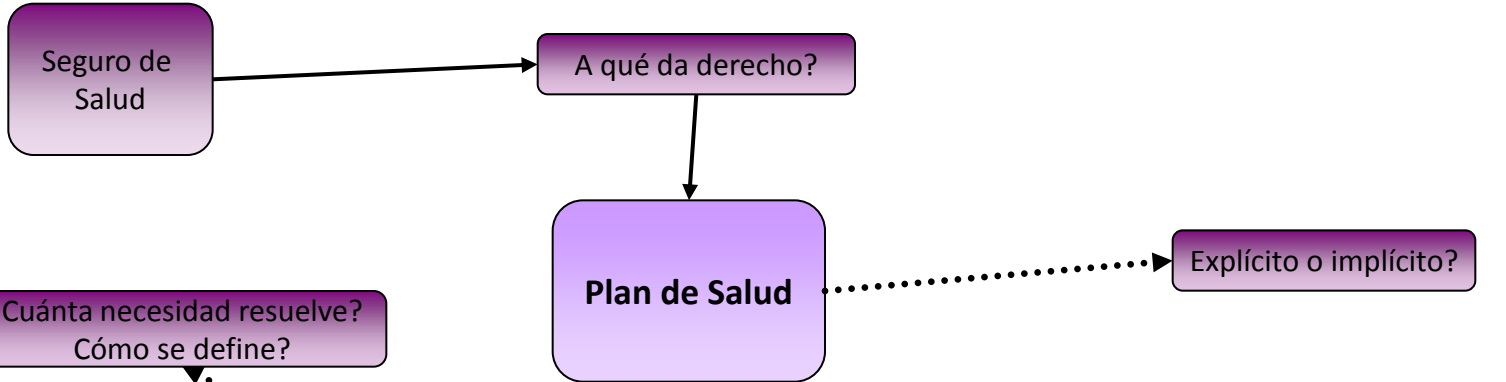 Seguro de
Salud
A qué da derecho?
Plan de Salud
Explícito o implícito?
Cuánta necesidad resuelve?
Cómo se define?